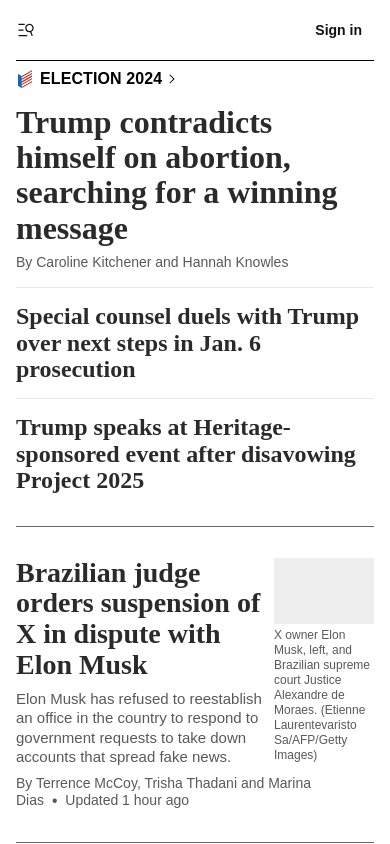 Sign in
ELECTION 2024
Trump contradicts
himself on abortion,
searching for a winning
message
By Caroline Kitchener and Hannah Knowles
Special counsel duels with Trump
over next steps in Jan. 6
prosecution
Trump speaks at Heritage-
sponsored event after disavowing
Project 2025
Brazilian judge
orders suspension of
X in dispute with
Elon Musk
Elon Musk has refused to reestablish
an office in the country to respond to
government requests to take down
accounts that spread fake news.
By Terrence McCoy, Trisha Thadani and Marina
Dias • Updated 1 hour ago
X owner Elon
Musk, left, and
Brazilian supreme
court Justice
Alexandre de
Moraes. (Etienne
Laurentevaristo
Sa/AFP/Getty
Images)